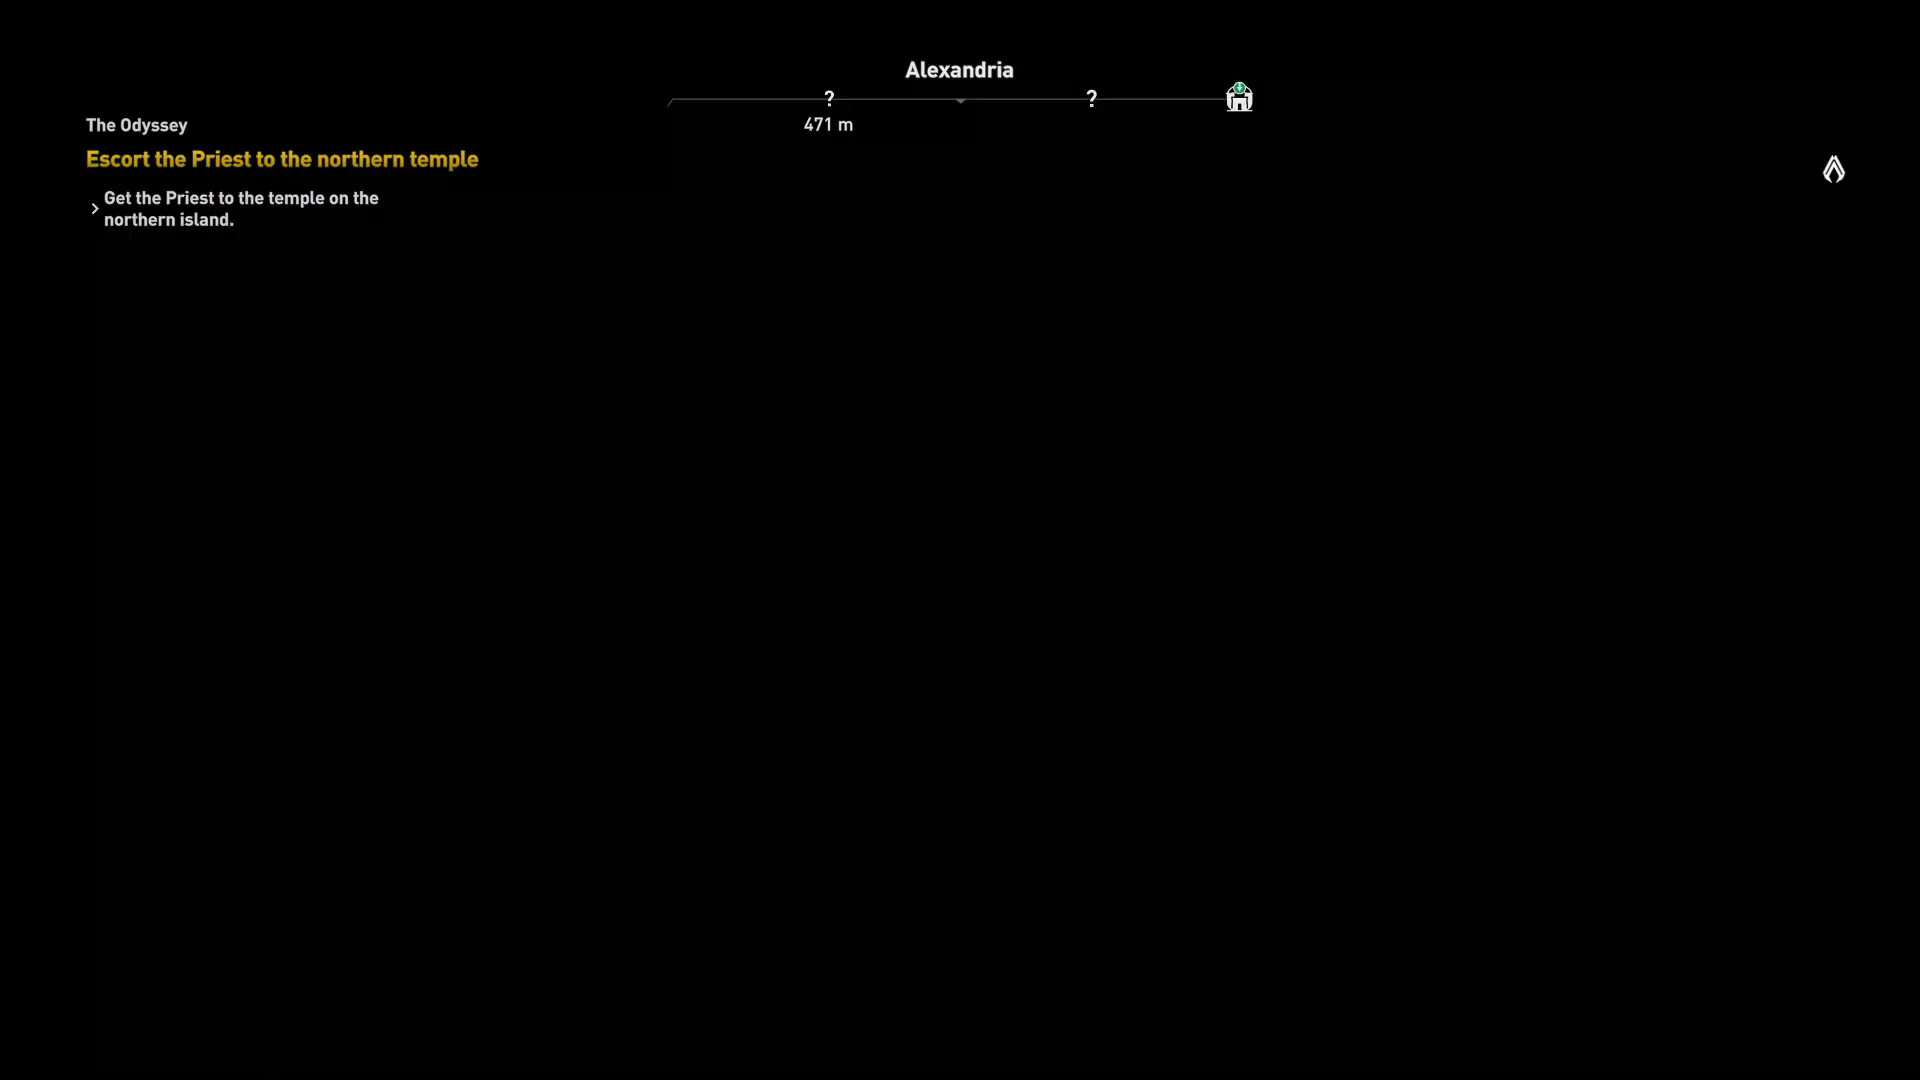 Alexandria
? ?
471 m
The Odyssey
Escort the Priest to the northern temple
Get the Priest to the temple on the
northern island.